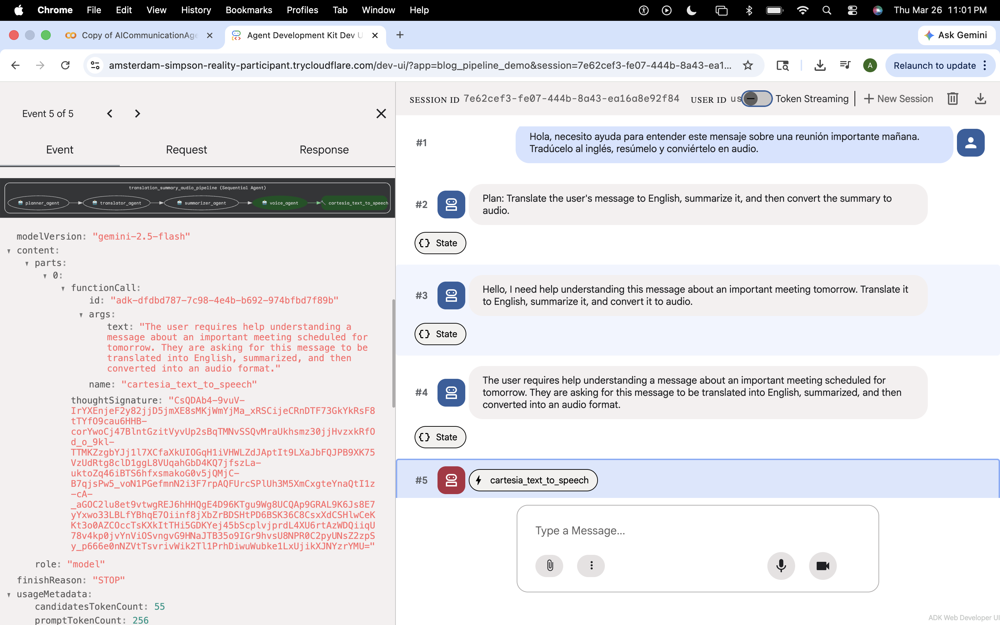 Chrome File Edit View History Bookmarks Profiles Tab Window Help Thu Mar 26 11:01 PM
Copy of AICommunicationAge
Agent Development Kit Dev U
Ask Gemini
amsterdam-simpson-reality-participant.trycloudflare.com/dev-ui/?app=blog_pipeline_demo&session=7e62cef3-fe07-444b-8a43-ea1...
A
Relaunch to update
Event 5 of 5
Event Request Response
translation_summary_audio_pipeline (Sequential Agent)
planner_agent translator_agent summarizer_agent voice_agent cartesia_text_to_speech
modelVersion: "gemini-2.5-flash"
content:
parts:
0:
functionCall:
id: "adk-dfdbd787-7c98-4e4b-b692-974bfbd7f89b"
args:
text: "The user requires help understanding a
message about an important meeting scheduled for
tomorrow. They are asking for this message to be
translated into English, summarized, and then
converted into an audio format."
name: "cartesia_text_to_speech"
thoughtSignature: "CsQDAb4-9vuV-
IrYXEnjeF2y82jjD5jmXE8sMKjWmYjMa_xRSCijeCRnDTF73GkYkRsF8
tTYfO9cau6HHB-
corYwoCj47BlntGzitVyvUp2sBqTMNvSSQvMraUkhsmz30jjHvzxkRfO
d_o_9kl-
TTMKZzgbYJj1l7XCfaXkUIOGqH1iVHWLZdJAptIt9LXaJbFQJPB9XK75
VzUdRtg8clD1ggL8VUqahGbD4KQ7jfszLa-
uktoZq46iBTS6hfxsmakoG0v5jQMjC-
B7qjsPw5_voN1PGefmnN2i3F7rpAQFUrcSPlUh3M5XmCxgteYnaQtI1z
-cA-
_aGOC2lu8et9vtwgREJ6hHHQgE4D96KTgu9Wg8UCQAp9GRAL9K6Js8E7
yYxwo33LBLfYBhqE7Oiinf8jXbZrBDSHtPD6BSK36C8CsxXdCSHlwCeK
Kt3o0AZCOccTsKXkItTHi5GDKYej45bScplvjprdL4XU6rtAzWDQiiqU
78v4kp0jvYnViOSvngvG9HNaJTB35o9IGr9hvsU8NPR0C2pyUNsZ2zpS
y_p666e0nNZVtTsvrivWik2Tl1PrhDiwuWubke1LxUjikXJNYzrYMU="
role: "model"
finishReason: "STOP"
usageMetadata:
candidatesTokenCount: 55
promptTokenCount: 256
SESSION ID 7e62cef3-fe07-444b-8a43-ea16a8e92f84 USER ID us Token Streaming New Session
#1
Hola, necesito ayuda para entender este mensaje sobre una reunión importante mañana.
Tradúcelo al inglés, resúmelo y conviértelo en audio.
#2
Plan: Translate the user's message to English, summarize it, and then convert the summary to
audio.
State
#3
Hello, I need help understanding this message about an important meeting tomorrow. Translate it
to English, summarize it, and convert it to audio.
State
#4
The user requires help understanding a message about an important meeting scheduled for
tomorrow. They are asking for this message to be translated into English, summarized, and then
converted into an audio format.
State
#5
cartesia_text_to_speech
Type a Message...
ADK Web Developer UI